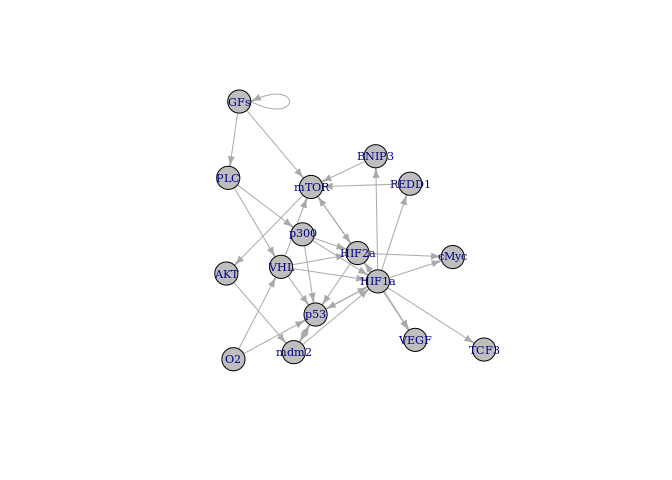 GFs
BNIP3
PLC
mTOR
REDD1
p300
HIF2a
cMyc
VHL
AKT
HIF1a
p53
VEGF
mdm2
TCF3
O2